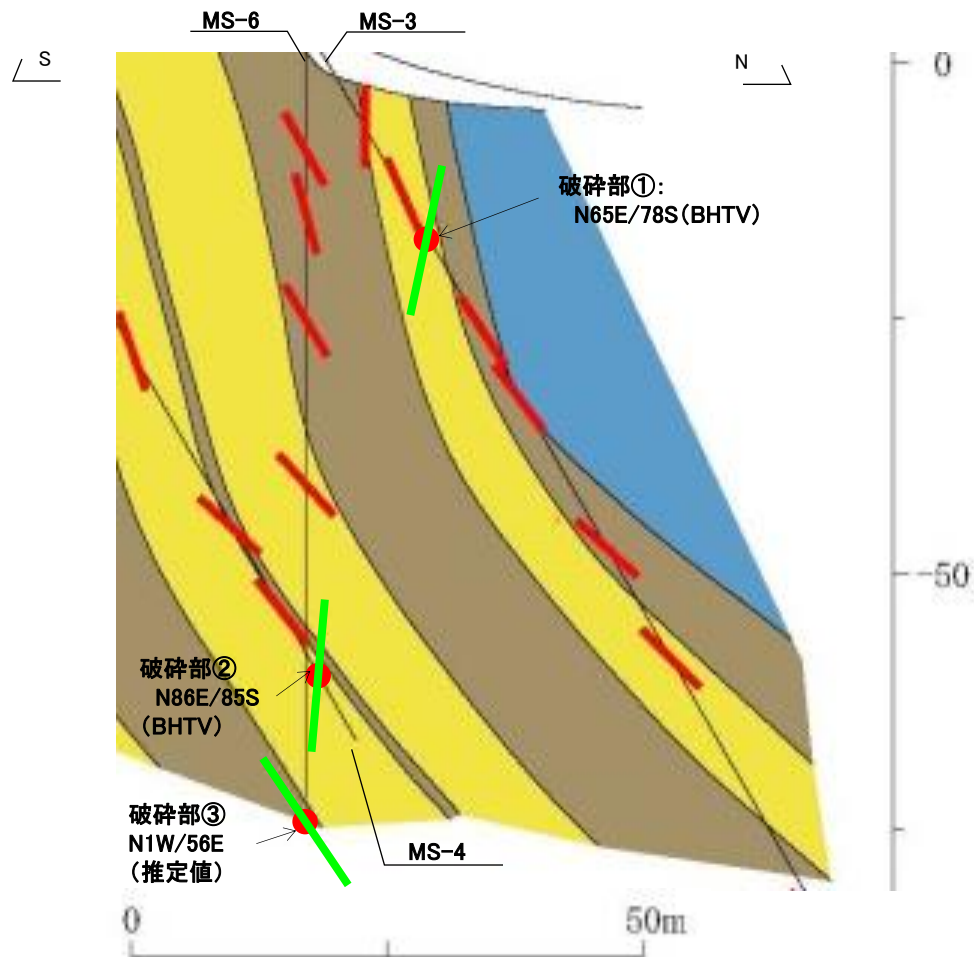 MS-6
MS-3
S
N
0
破砕部①:
N65E/78S(BHTV)
-50
破砕部②
N86E/85S
(BHTV)
破砕部③
N1W/56E
(推定値)
MS-4
0
50m